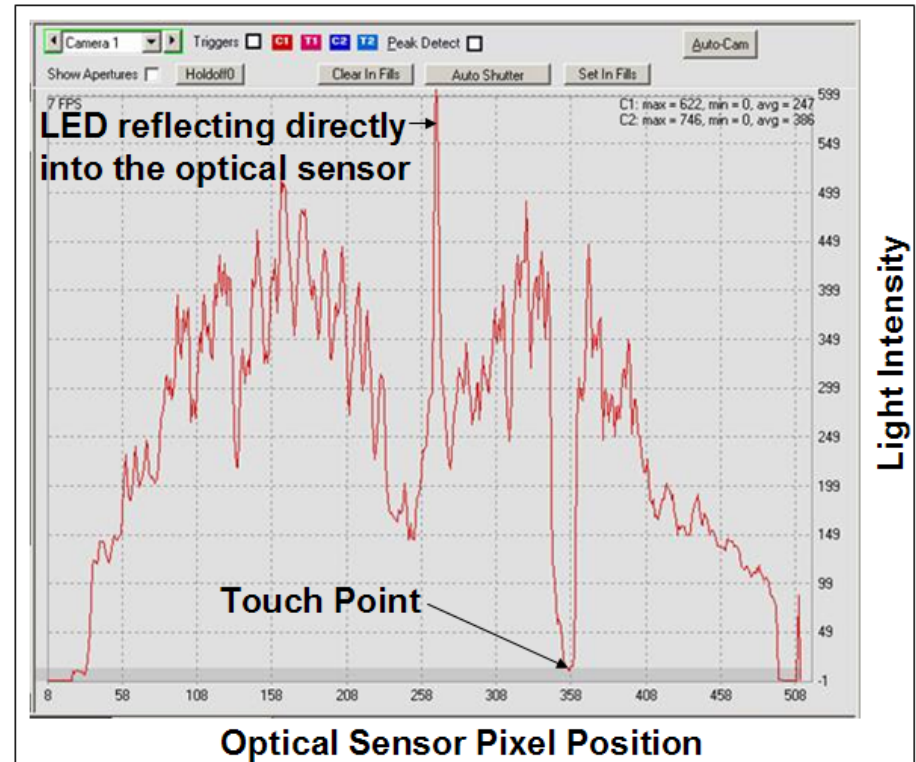 Camera 1 Triggers C1 T1 C2 T2 Peak Detect Auto-Cam
Show Apertures Holdoff0 Clear In Fills Auto Shutter Set In Fills
7 FPS
C1: max = 622, min = 0, avg = 247
C2: max = 746, min = 0, avg = 386
LED reflecting directly
into the optical sensor
599
549
499
449
399
349
299
249
199
149
99
49
-1
Light Intensity
Touch Point
8 58 108 158 208 258 308 358 408 458 508
Optical Sensor Pixel Position